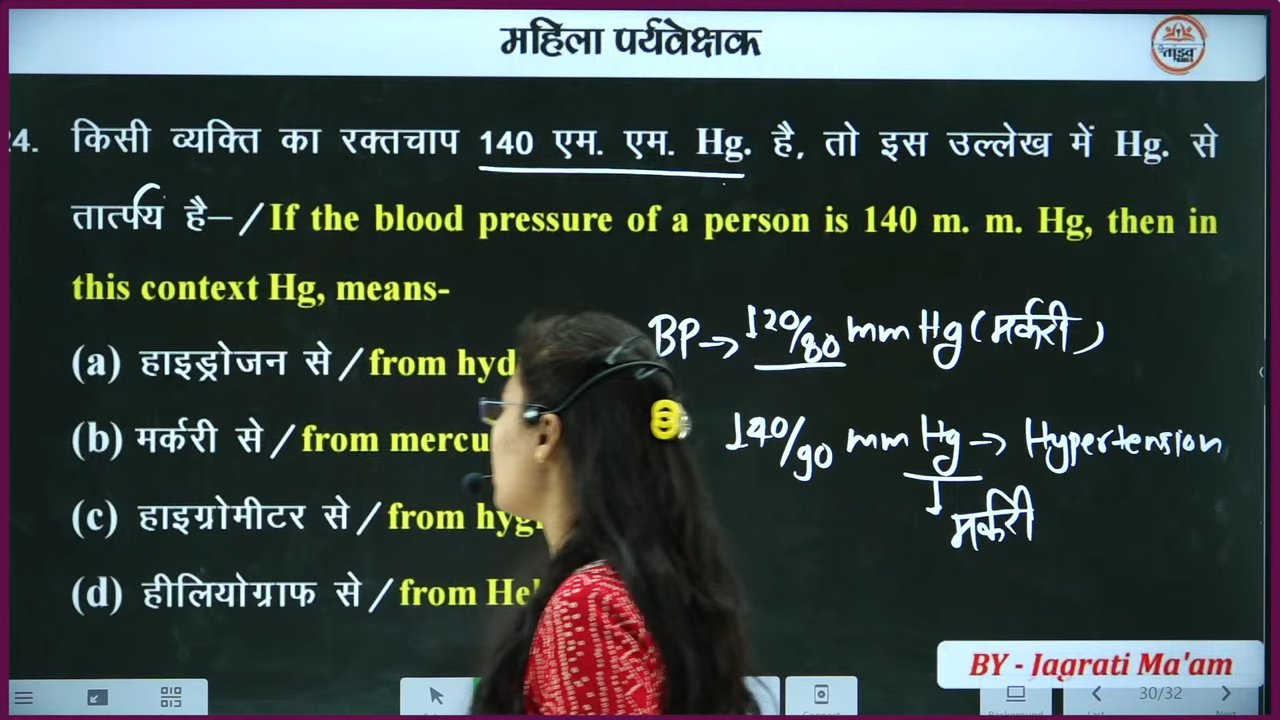 महिला पर्यवेक्षक
ताइव
24. किसी व्यक्ति का रक्तचाप 140 एम. एम. Hg. है, तो इस उल्लेख में Hg. से
तात्पर्य है– / If the blood pressure of a person is 140 m. m. Hg, then in
this context Hg, means-
(a) हाइड्रोजन से / from hyd
(b) मर्करी से / from mercu
(c) हाइग्रोमीटर से / from hyg
(d) हीलियोग्राफ से / from He
BP → 120/80 mm Hg (मर्करी)
140/90 mm Hg → Hypertension
मर्करी
BY - Jagrati Ma'am
30/32